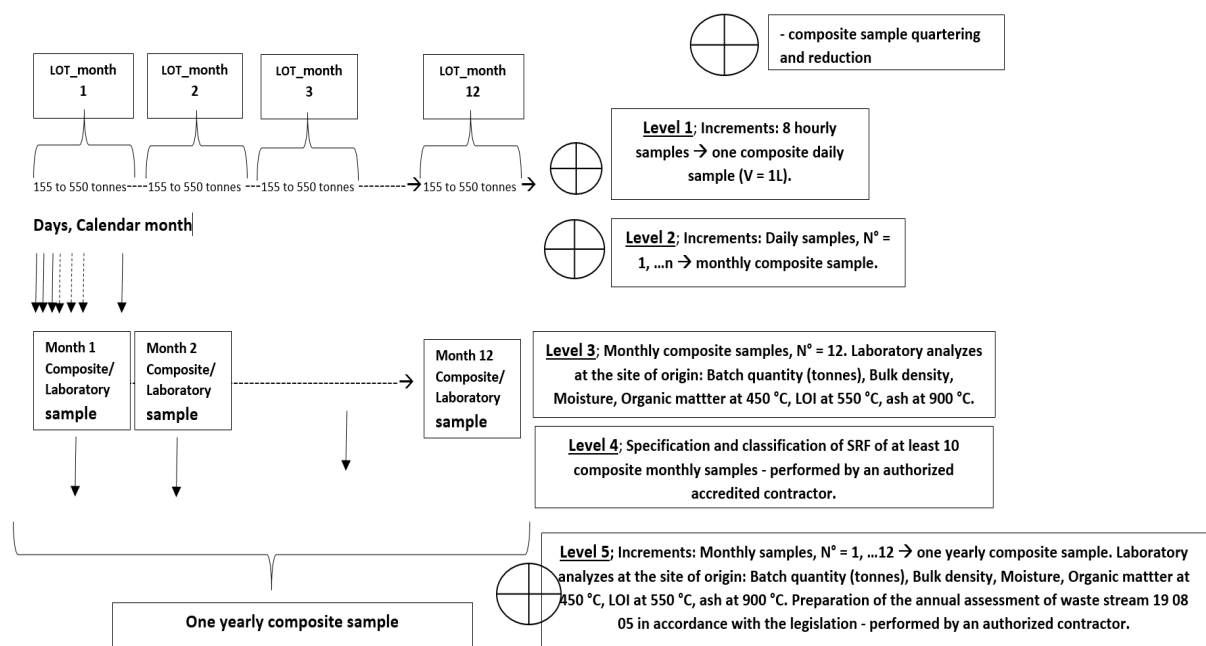 - composite sample quartering
and reduction
LOT_month
1
LOT_month
2
LOT_month
3
LOT_month
12
155 to 550 tonnes
155 to 550 tonnes
155 to 550 tonnes
155 to 550 tonnes
Level 1; Increments: 8 hourly
samples → one composite daily
sample (V = 1L).
Days, Calendar month
Level 2; Increments: Daily samples, N° =
1, ...n → monthly composite sample.
Month 1
Composite/
Laboratory
sample
Month 2
Composite/
Laboratory
sample
Month 12
Composite/
Laboratory
sample
Level 3; Monthly composite samples, N° = 12. Laboratory analyzes
at the site of origin: Batch quantity (tonnes), Bulk density,
Moisture, Organic mattter at 450 °C, LOI at 550 °C, ash at 900 °C.
Level 4; Specification and classification of SRF of at least 10
composite monthly samples - performed by an authorized
accredited contractor.
Level 5; Increments: Monthly samples, N° = 1, ...12 → one yearly composite sample. Laboratory
analyzes at the site of origin: Batch quantity (tonnes), Bulk density, Moisture, Organic mattter at
450 °C, LOI at 550 °C, ash at 900 °C. Preparation of the annual assessment of waste stream 19 08
05 in accordance with the legislation - performed by an authorized contractor.
One yearly composite sample